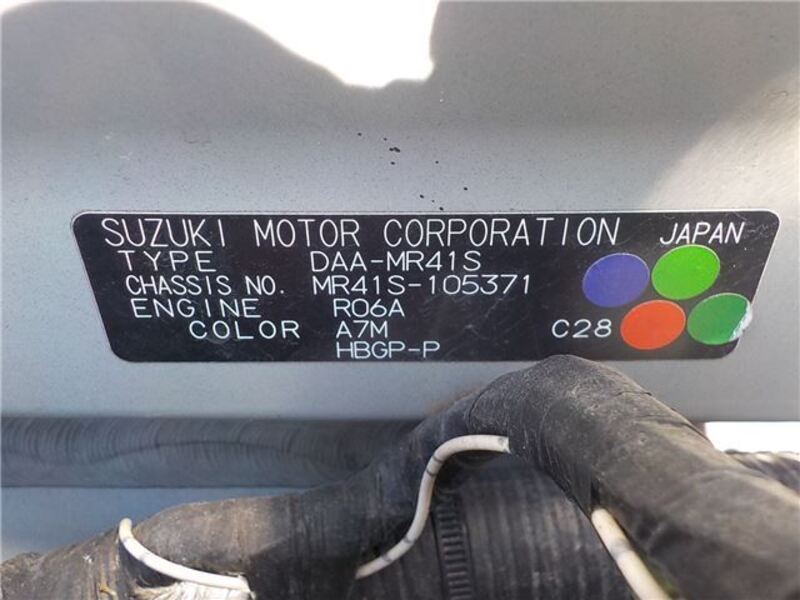 SUZUKI MOTOR CORPORATION JAPAN
TYPE DAA-MR41S
CHASSIS NO. MR41S-105371
ENGINE R06A
COLOR A7M C28
HBGP-P